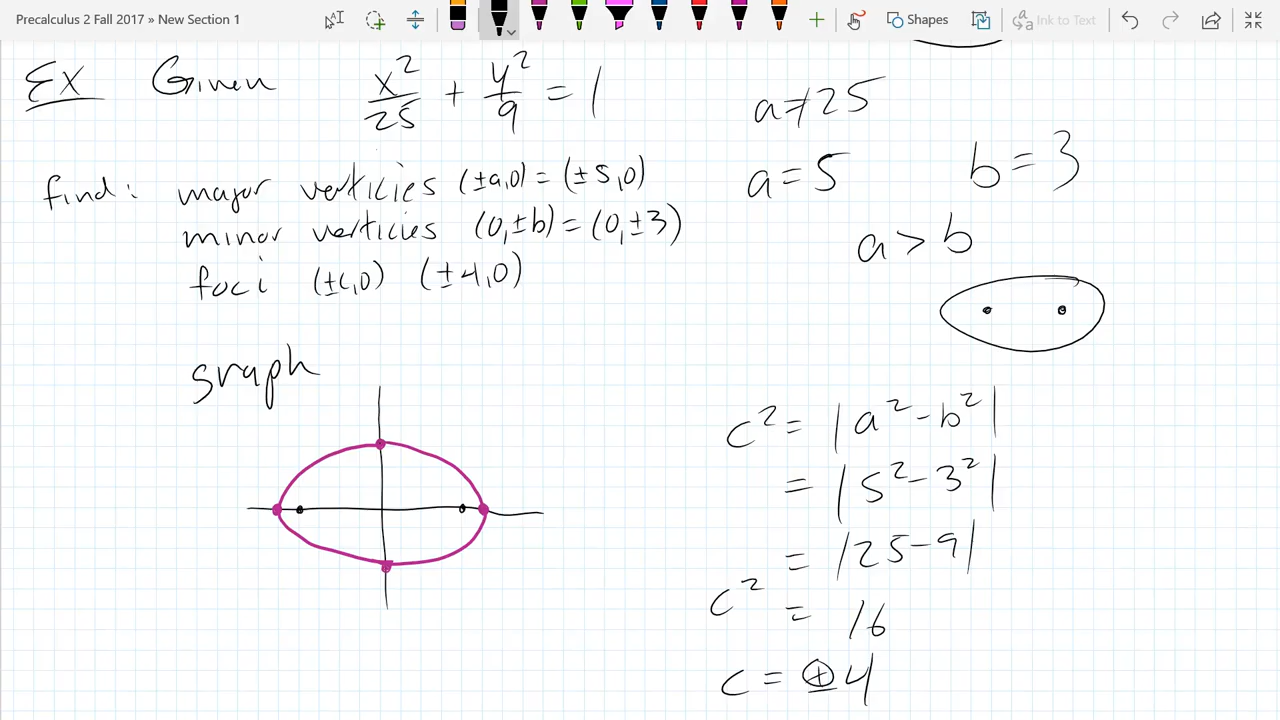 Precalculus 2 Fall 2017 » New Section 1
Shapes
Ink to Text
Ex Given x²/25 + y²/9 = 1
find: major verticies (±a,0) = (±5,0)
minor verticies (0,±b) = (0,±3)
foci (±c,0) (±4,0)
graph
a ≠ 25
a = 5
b = 3
a > b
c² = |a² - b²|
= |5² - 3²|
= |25 - 9|
c² = 16
c = ±4